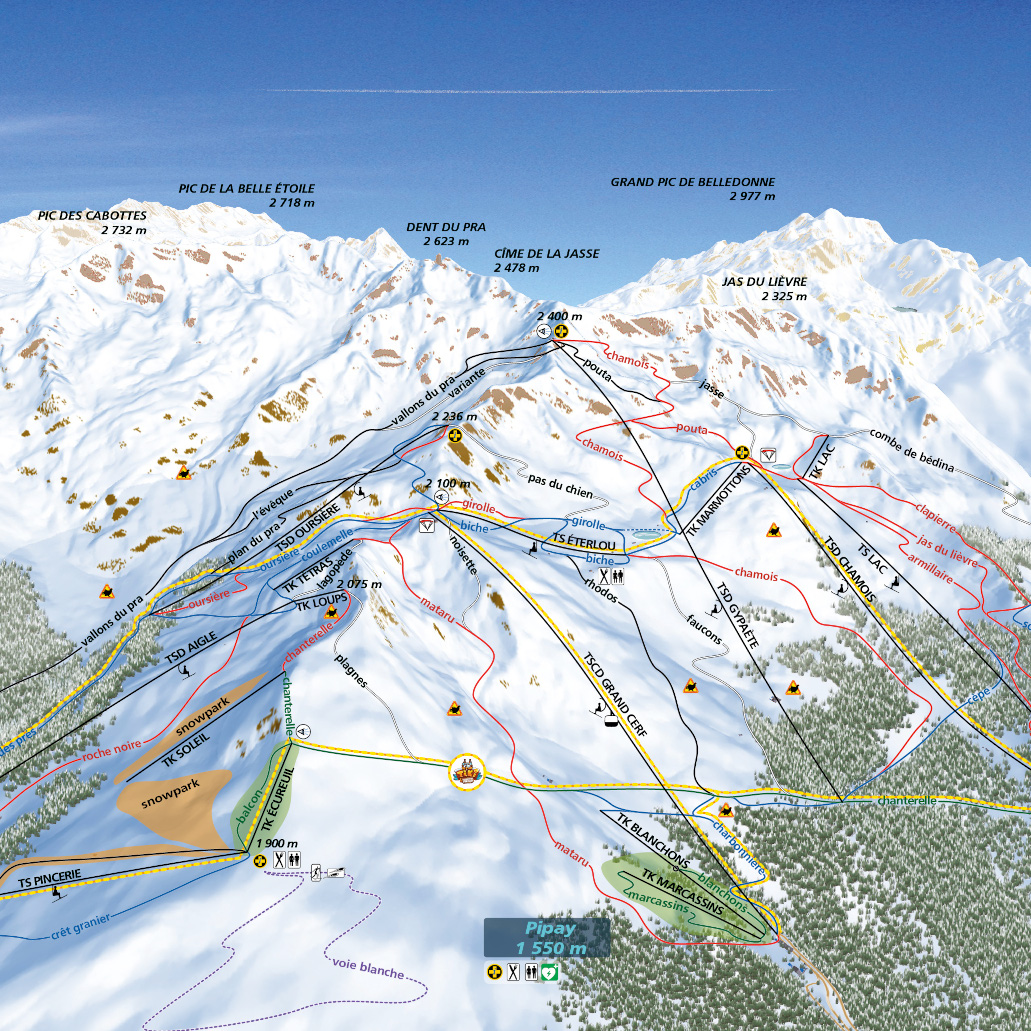 GRAND PIC DE BELLEDONNE
2 977 m
PIC DE LA BELLE ÉTOILE
2 718 m
PIC DES CABOTTES
2 732 m
DENT DU PRA
2 623 m
CÎME DE LA JASSE
2 478 m
JAS DU LIÈVRE
2 325 m
2 400 m
chamois
pouta
vallons du pra
variante
jasse
2 236 m
pouta
chamois
combe de bédina
TK LAC
cabris
pas du chien
2 100 m
girolle
TK MARMOTTONS
l'évèque
girolle
biche
plan du pra
TSD OURSIÈRE
coulemelle
oursière
TS ÉTERLOU
biche
noisette
clapierre
jas du lièvre
armillaire
TSD CHAMOIS
TS LAC
TK TÉTRAS
lagopède
2 075 m
chamois
rhodos
oursière
TK LOUPS
mataru
TSD GYPAÈTE
vallons du pra
faucons
TSD AIGLE
chanterelle
plagnes
chanterelle
TSCD GRAND CERF
cèpe
snowpark
les prés
roche noire
TK SOLEIL
snowpark
balcon
TK ÉCUREUIL
chanterelle
TK BLANCHONS
charbonnière
1 900 m
mataru
TK MARCASSINS
blanchons
marcassins
TS PINCERIE
crêt granier
Pipay
1 550 m
voie blanche